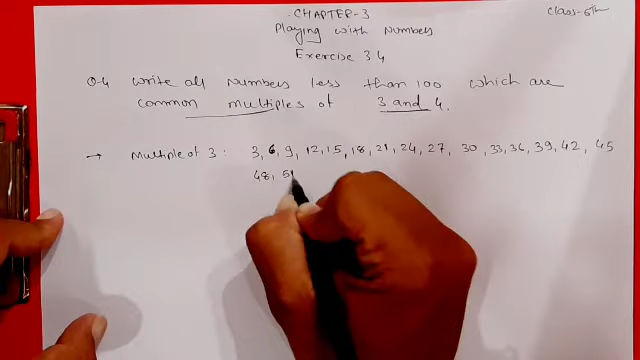 CHAPTER-3
Class-6th
Playing with Numbers
Exercise 3.4
Q.4 Write all Numbers less than 100 which are
common multiples of 3 and 4.
→ Multiple of 3 : 3, 6, 9, 12, 15, 18, 21, 24, 27, 30, 33, 36, 39, 42, 45
48, 51